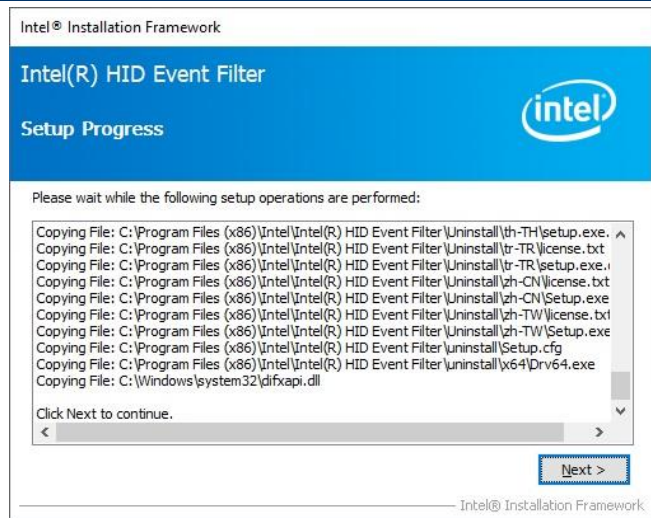 Intel® Installation Framework
Intel(R) HID Event Filter
intel
Setup Progress
Please wait while the following setup operations are performed:
Copying File: C:\Program Files (x86)\Intel\Intel(R) HID Event Filter\Uninstall\th-TH\setup.exe.
Copying File: C:\Program Files (x86)\Intel\Intel(R) HID Event Filter\Uninstall\tr-TR\license.txt
Copying File: C:\Program Files (x86)\Intel\Intel(R) HID Event Filter\Uninstall\tr-TR\setup.exe.
Copying File: C:\Program Files (x86)\Intel\Intel(R) HID Event Filter\Uninstall\zh-CN\license.txt
Copying File: C:\Program Files (x86)\Intel\Intel(R) HID Event Filter\Uninstall\zh-CN\Setup.exe
Copying File: C:\Program Files (x86)\Intel\Intel(R) HID Event Filter\Uninstall\zh-TW\license.txt
Copying File: C:\Program Files (x86)\Intel\Intel(R) HID Event Filter\Uninstall\zh-TW\Setup.exe
Copying File: C:\Program Files (x86)\Intel\Intel(R) HID Event Filter\uninstall\Setup.cfg
Copying File: C:\Program Files (x86)\Intel\Intel(R) HID Event Filter\uninstall\x64\Drv64.exe
Copying File: C:\Windows\system32\difxapi.dll
Click Next to continue.
Next >
Intel® Installation Framework